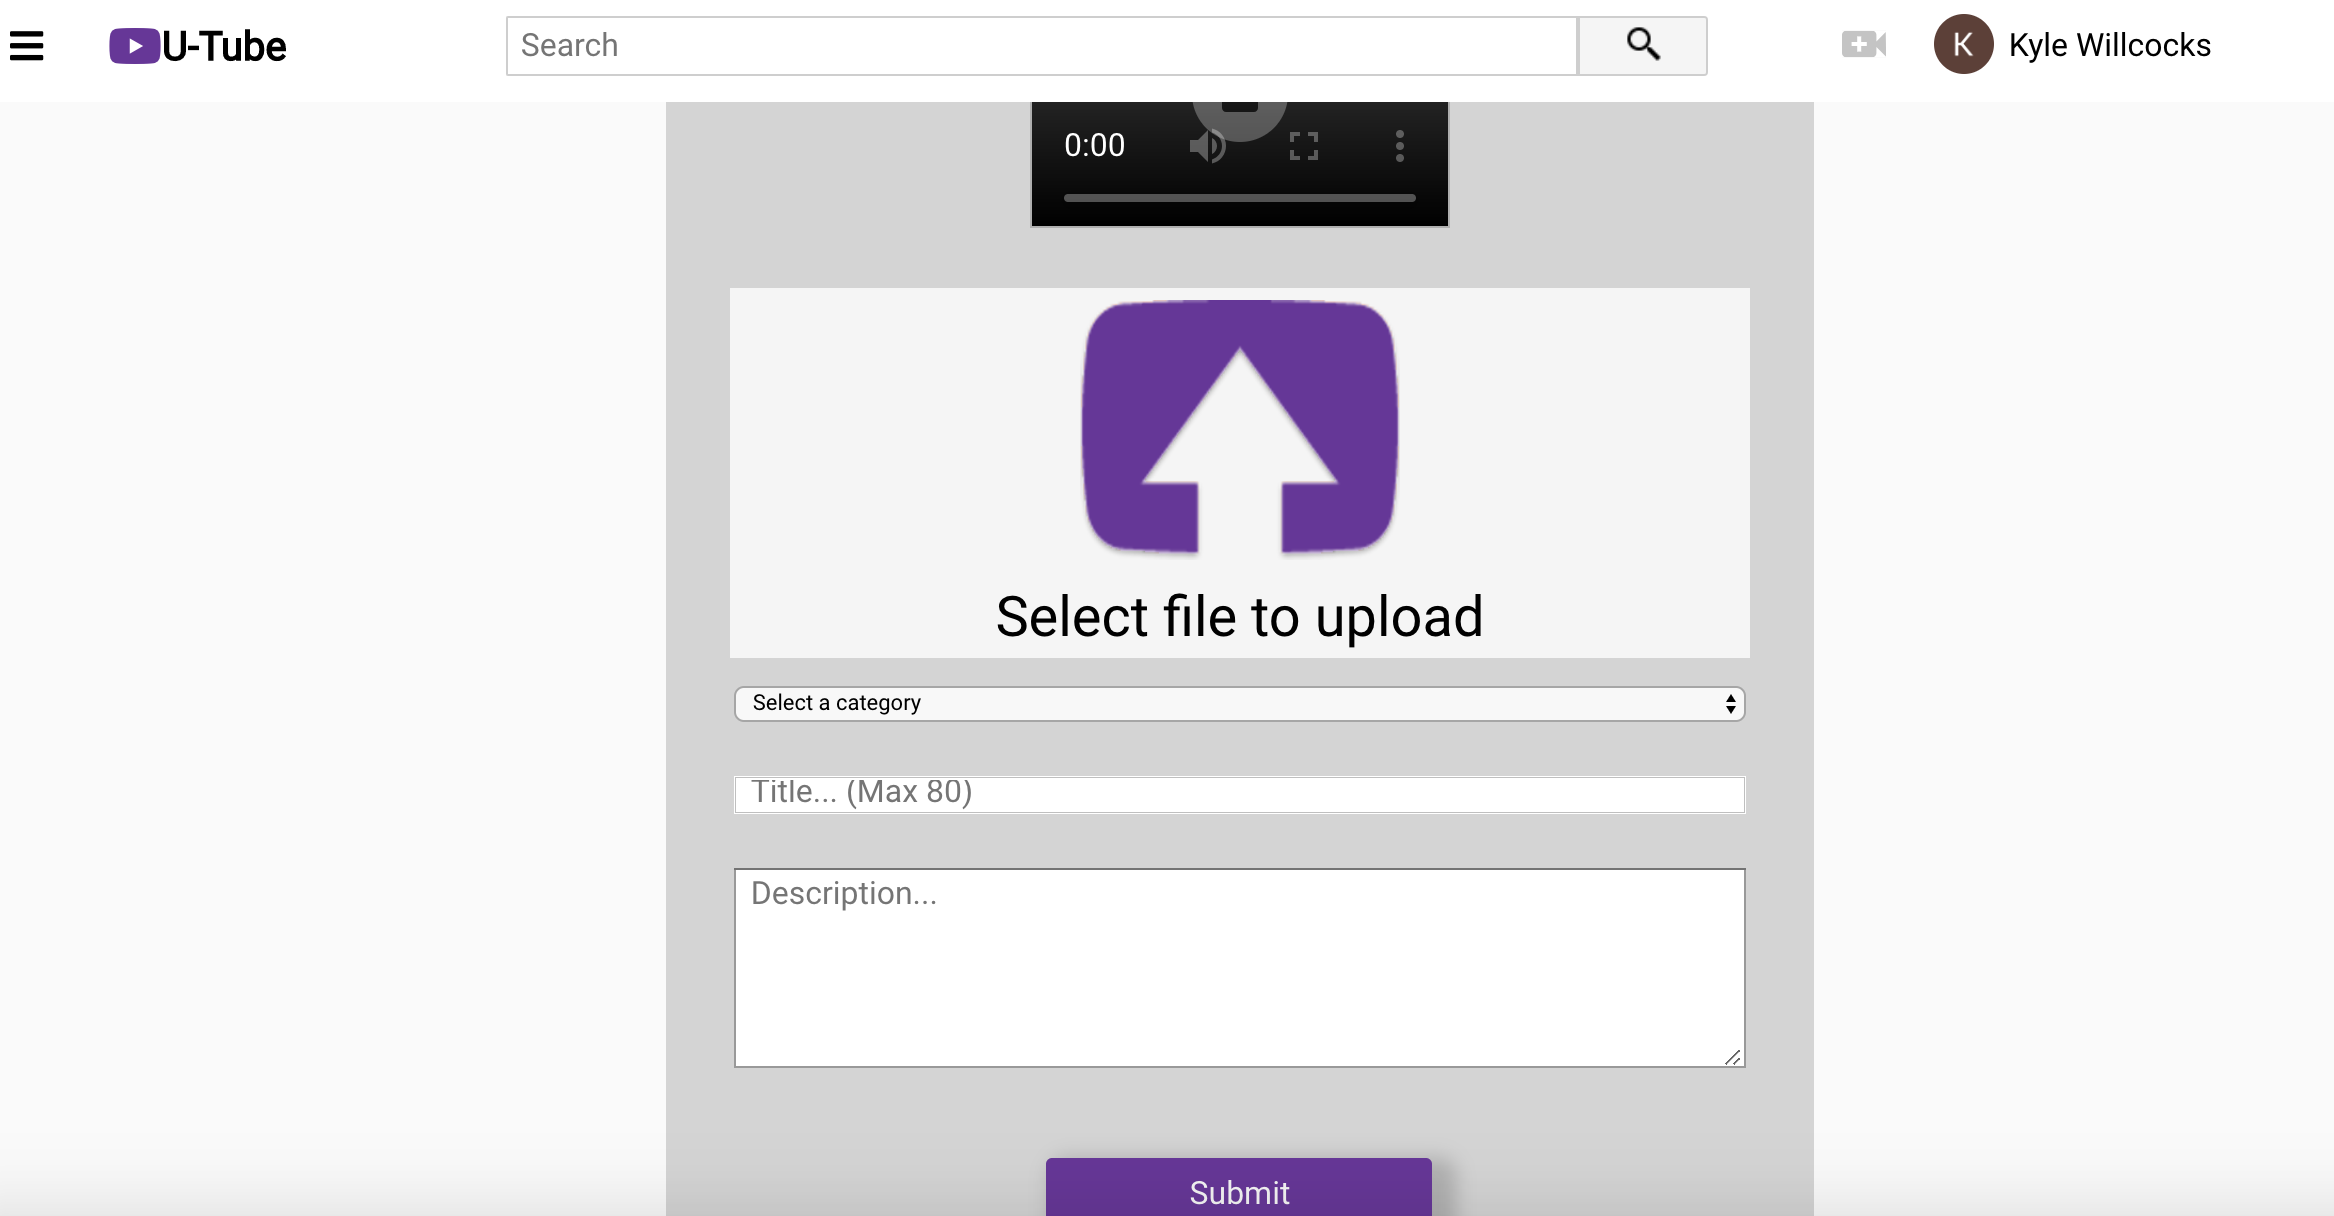 U-Tube
Search
K
Kyle Willcocks
0:00
Select file to upload
Select a category
Title... (Max 80)
Description...
Submit